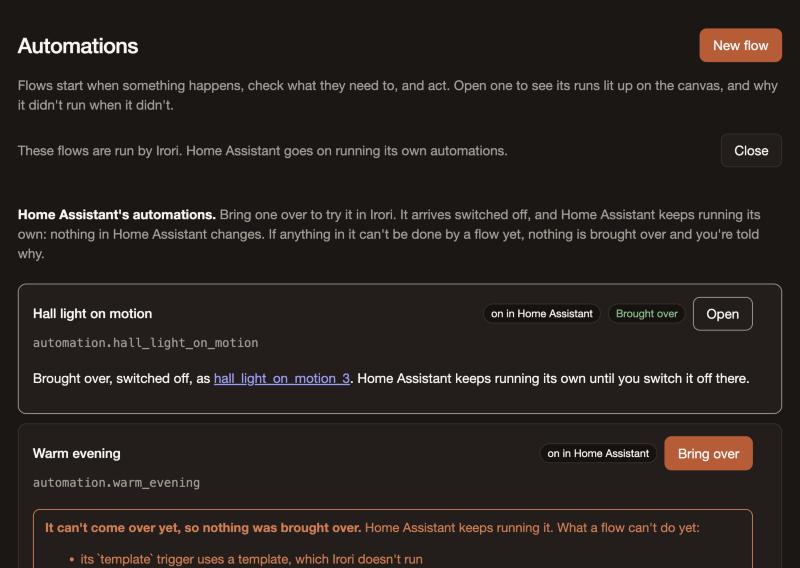 Automations
New flow
Flows start when something happens, check what they need to, and act. Open one to see its runs lit up on the canvas, and why
it didn't run when it didn't.
These flows are run by Irori. Home Assistant goes on running its own automations.
Close
Home Assistant's automations. Bring one over to try it in Irori. It arrives switched off, and Home Assistant keeps running its
own: nothing in Home Assistant changes. If anything in it can't be done by a flow yet, nothing is brought over and you're told
why.
Hall light on motion
on in Home Assistant
Brought over
Open
automation.hall_light_on_motion
Brought over, switched off, as hall_light_on_motion_3. Home Assistant keeps running its own until you switch it off there.
Warm evening
on in Home Assistant
Bring over
automation.warm_evening
It can't come over yet, so nothing was brought over. Home Assistant keeps running it. What a flow can't do yet:
• its `template` trigger uses a template, which Irori doesn't run